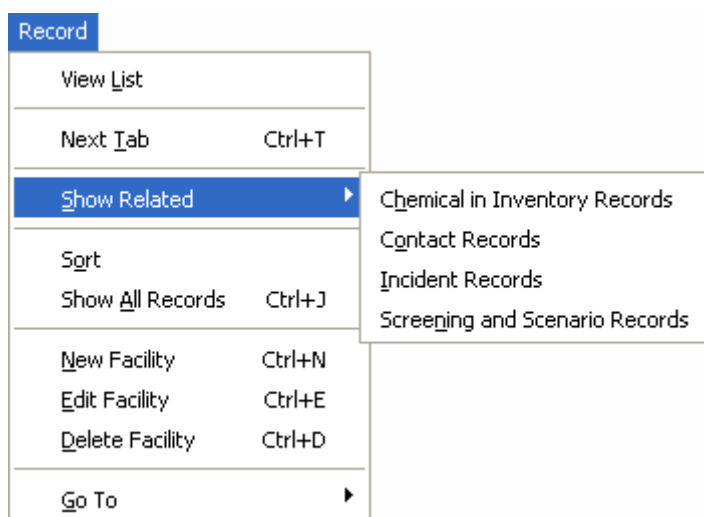 Record
View List
Next Tab Ctrl+T
Show Related
Chemical in Inventory Records
Contact Records
Incident Records
Screening and Scenario Records
Sort
Show All Records Ctrl+J
New Facility Ctrl+N
Edit Facility Ctrl+E
Delete Facility Ctrl+D
Go To